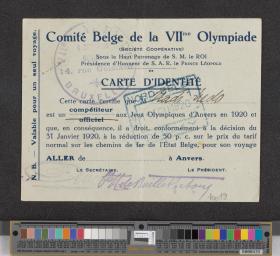 Comité Belge de la VIIme Olympiade
(SOCIÉTÉ COOPÉRATIVE)
Sous le Haut Patronage de S. M. le ROI
Présidence d'Honneur de S. A. R. le PRINCE LÉOPOLD
CARTE D'IDENTITÉ
Cette carte certifie que M.
est compétiteur
officiel aux Jeux Olympiques d'Anvers en 1920 et
que, en conséquence, il a droit, conformément à la décision du
31 Janvier 1920, à la réduction de 50 p. c. sur le prix du tarif
normal sur les chemins de fer de l'État Belge, pour son voyage
ALLER de à Anvers.
LE SECRÉTAIRE, LE PRÉSIDENT,
N. B. — Valable pour un seul voyage.
BRUXELLES